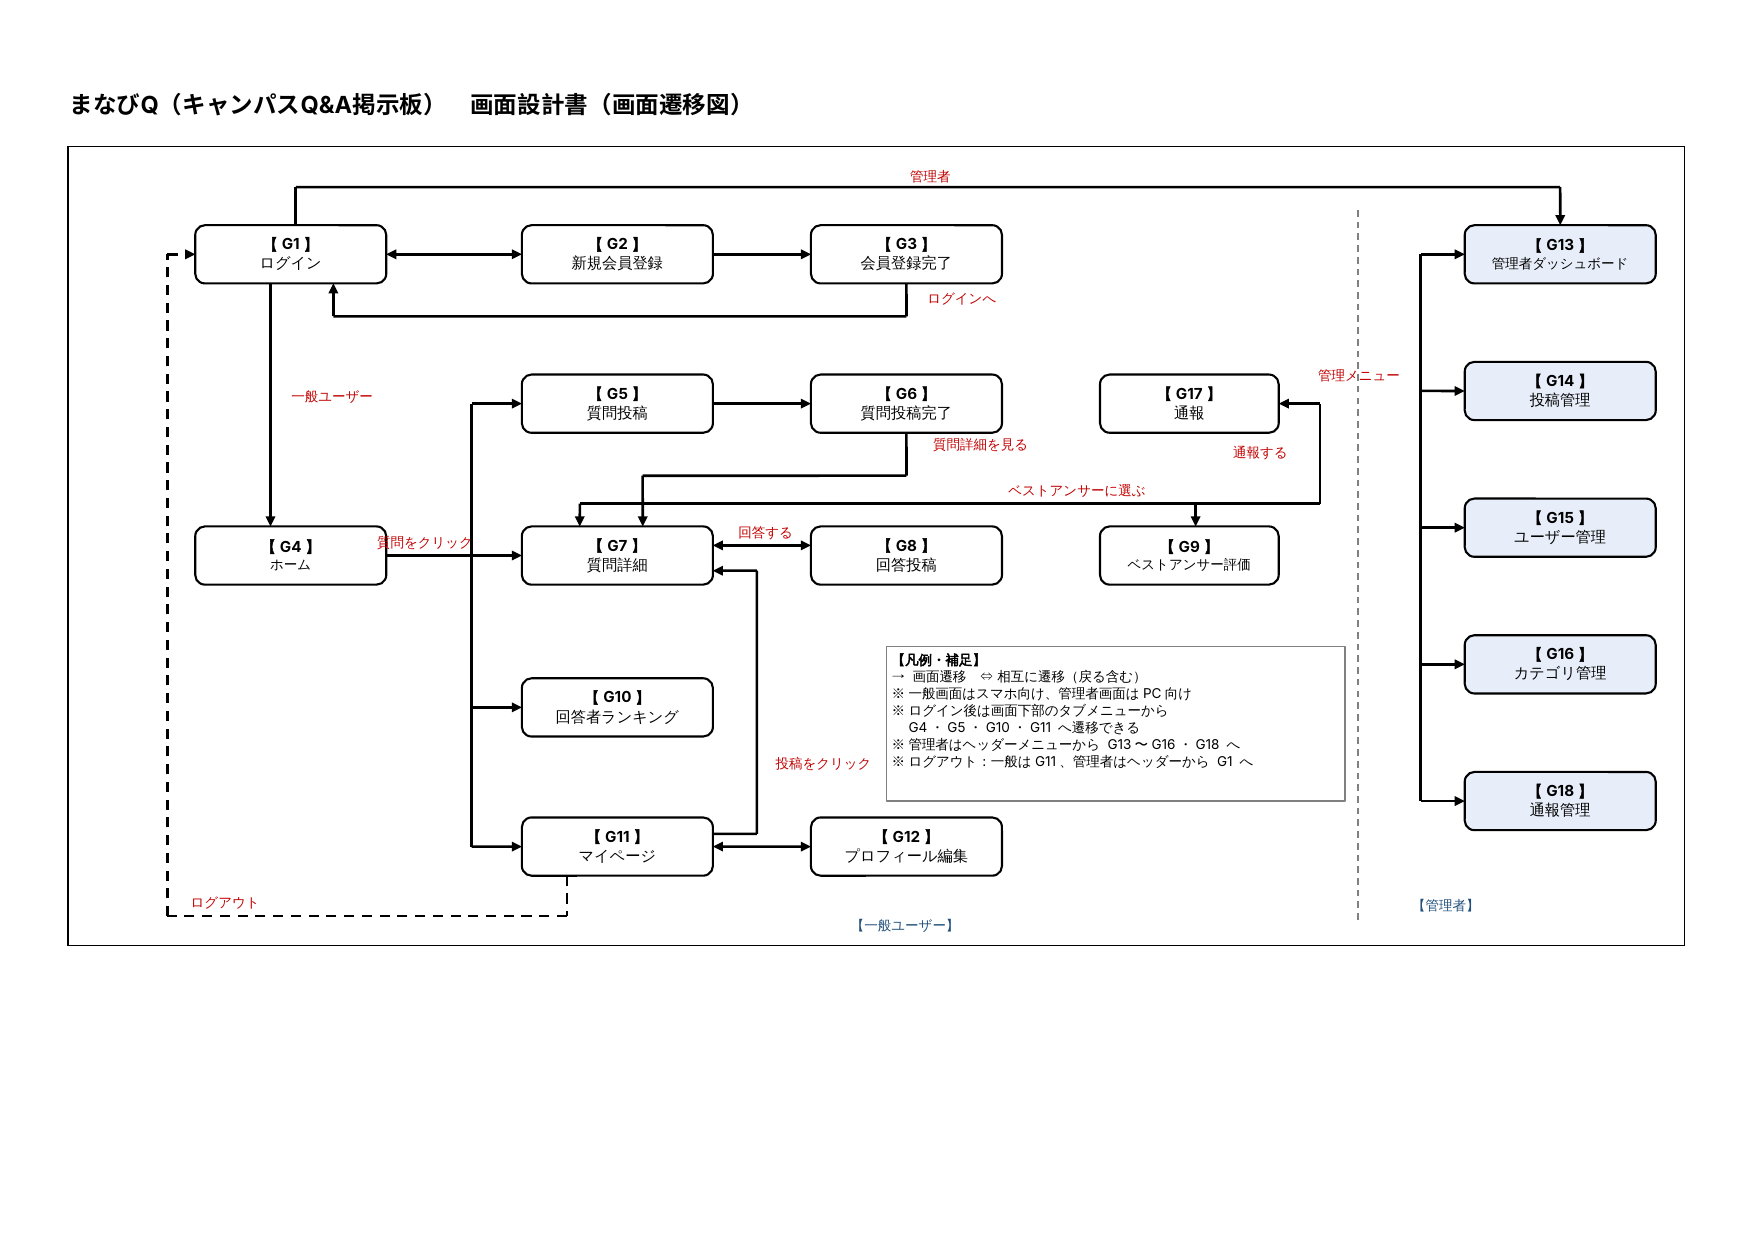 まなびQ（キャンパスQ&A掲示板）　画面設計書（画面遷移図）
管理者
【 G1 】
ログイン
【 G2 】
新規会員登録
【 G3 】
会員登録完了
【 G13 】
管理者ダッシュボード
ログインへ
一般ユーザー
【 G5 】
質問投稿
【 G6 】
質問投稿完了
【 G17 】
通報
管理メニュー
【 G14 】
投稿管理
質問詳細を見る
通報する
ベストアンサーに選ぶ
【 G15 】
ユーザー管理
【 G4 】
ホーム
質問をクリック
【 G7 】
質問詳細
回答する
【 G8 】
回答投稿
【 G9 】
ベストアンサー評価
【凡例・補足】
→ 画面遷移　⇔ 相互に遷移（戻る含む）
※ 一般画面はスマホ向け、管理者画面は PC 向け
※ ログイン後は画面下部のタブメニューから
G4 ・ G5 ・ G10 ・ G11 へ遷移できる
※ 管理者はヘッダーメニューから G13 〜 G16 ・ G18 へ
※ ログアウト：一般は G11 、管理者はヘッダーから G1 へ
【 G16 】
カテゴリ管理
【 G10 】
回答者ランキング
投稿をクリック
【 G18 】
通報管理
【 G11 】
マイページ
【 G12 】
プロフィール編集
ログアウト
【一般ユーザー】
【管理者】